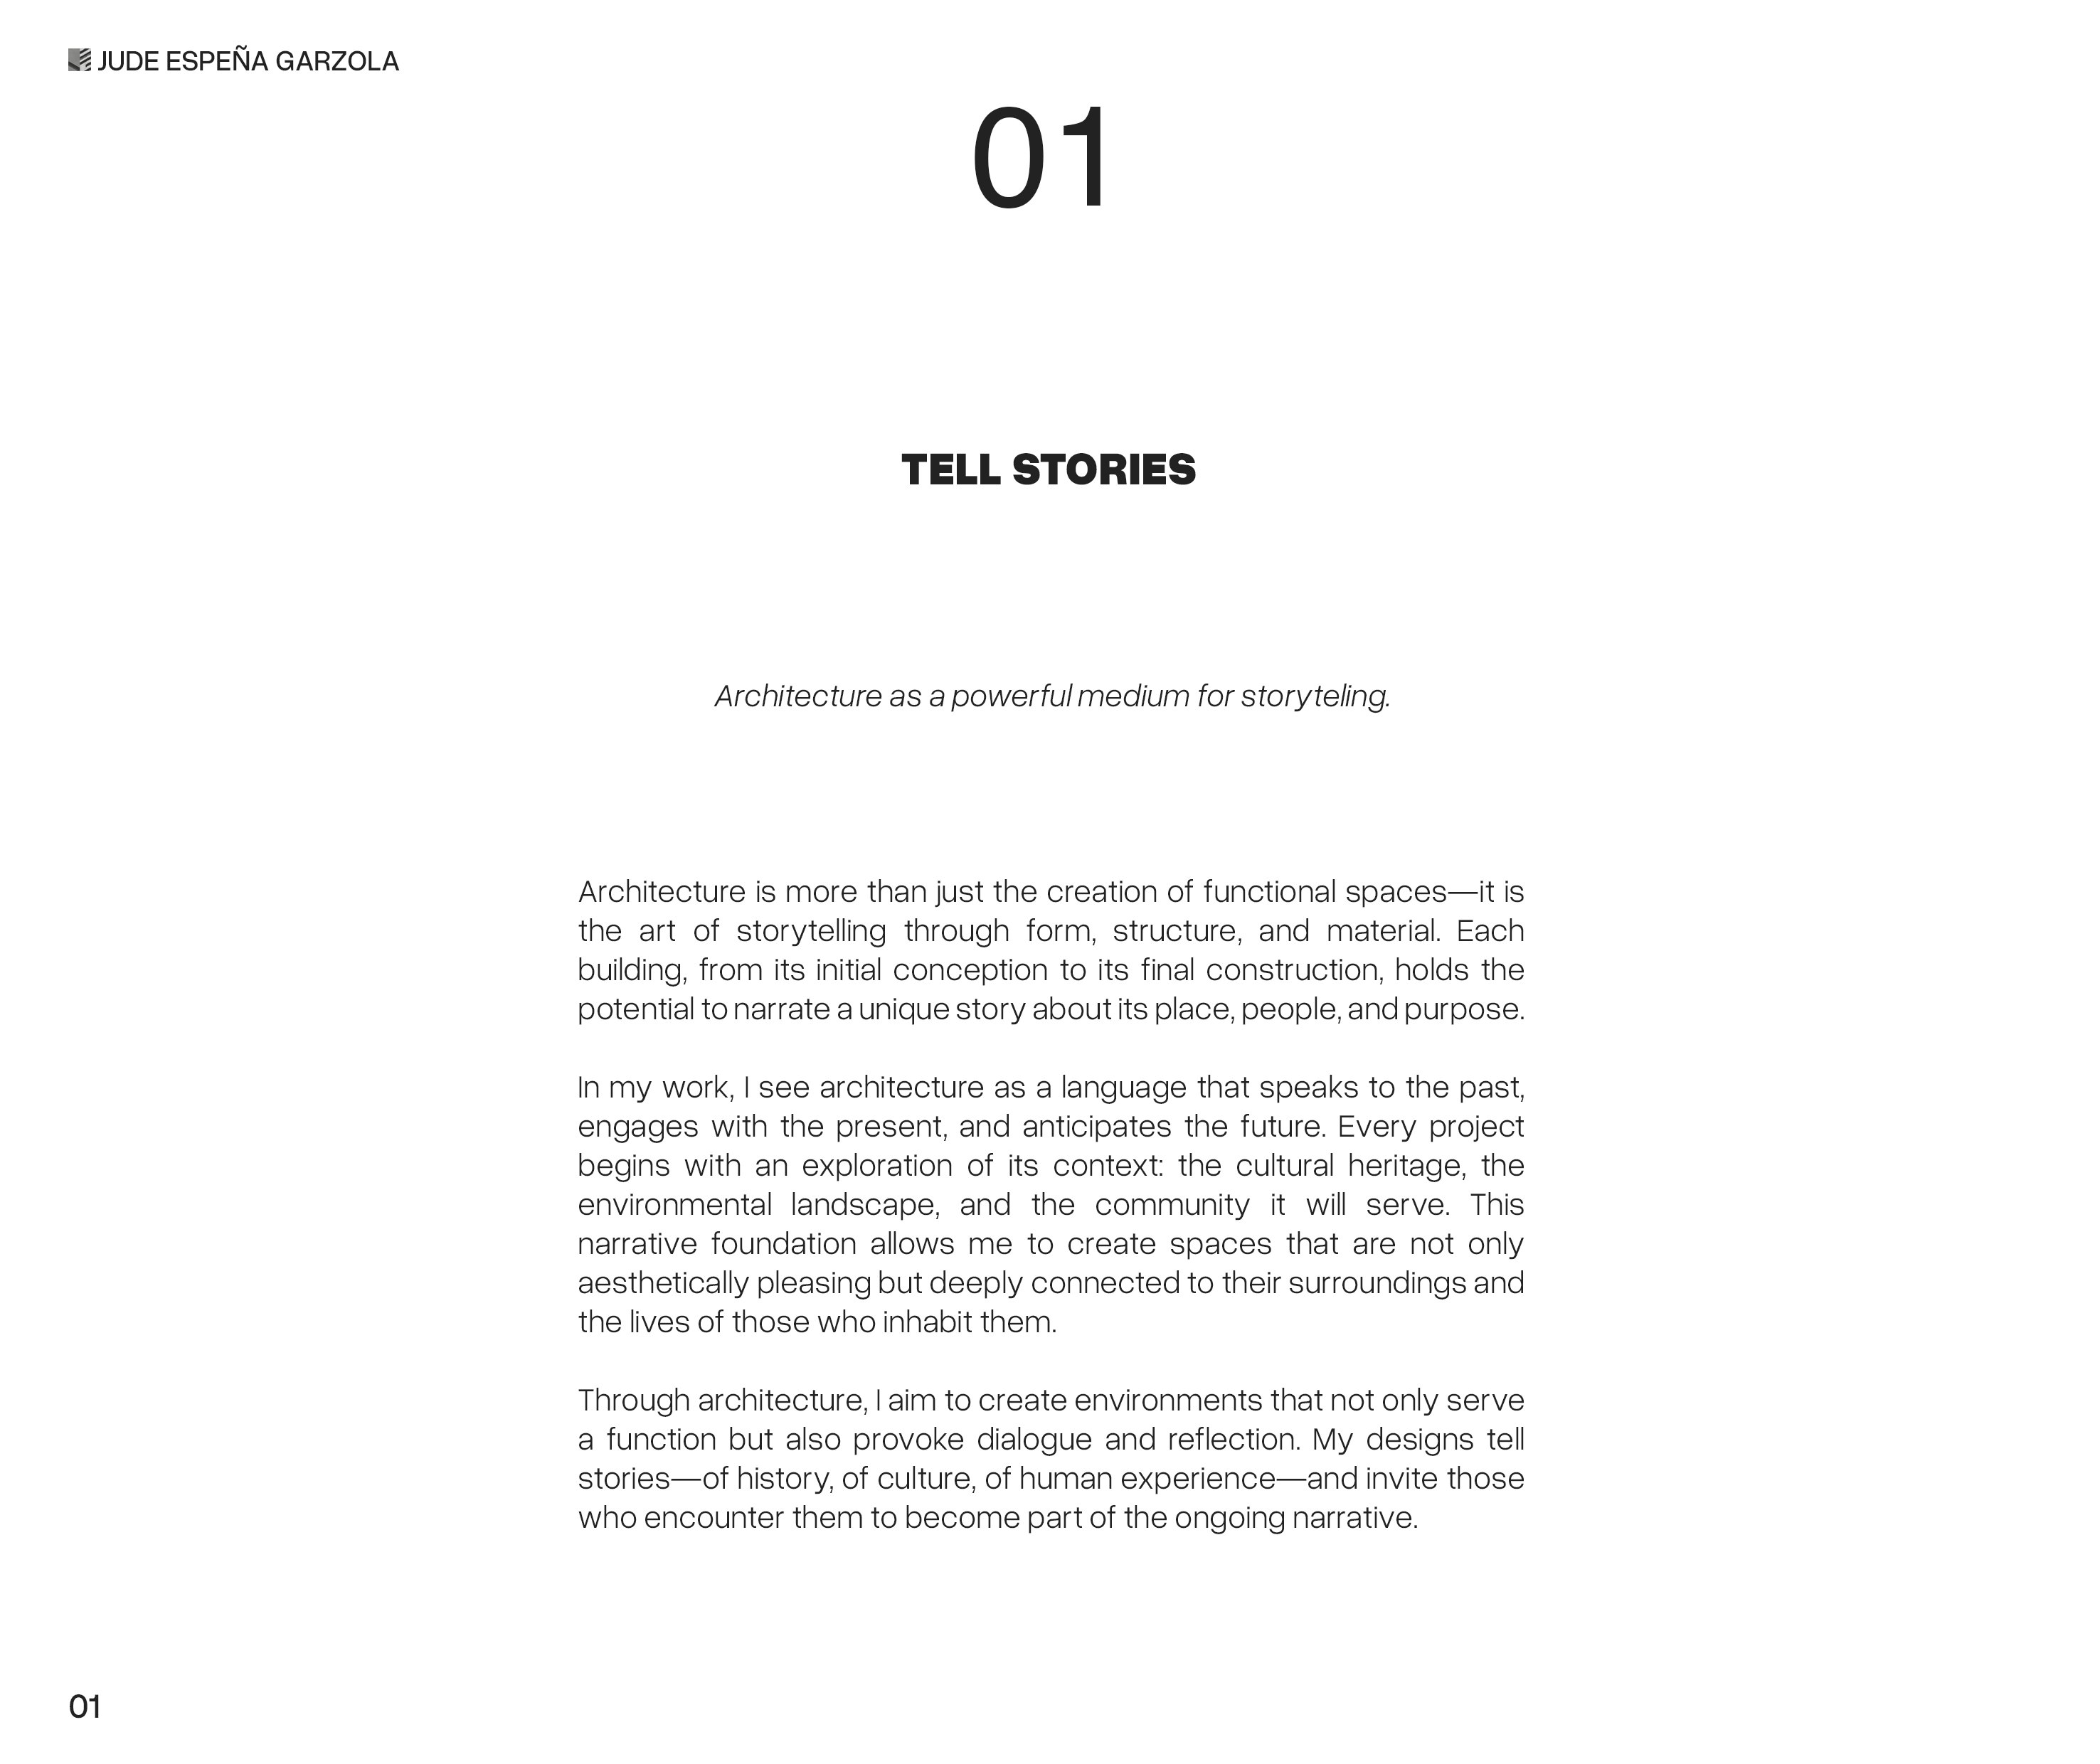 JUDE ESPEÑA GARZOLA
01
TELL STORIES
Architecture as a powerful medium for storyteling.
Architecture is more than just the creation of functional spaces—it is
the art of storytelling through form, structure, and material. Each
building, from its initial conception to its final construction, holds the
potential to narrate a unique story about its place, people, and purpose.
In my work, I see architecture as a language that speaks to the past,
engages with the present, and anticipates the future. Every project
begins with an exploration of its context: the cultural heritage, the
environmental landscape, and the community it will serve. This
narrative foundation allows me to create spaces that are not only
aesthetically pleasing but deeply connected to their surroundings and
the lives of those who inhabit them.
Through architecture, I aim to create environments that not only serve
a function but also provoke dialogue and reflection. My designs tell
stories—of history, of culture, of human experience—and invite those
who encounter them to become part of the ongoing narrative.
01